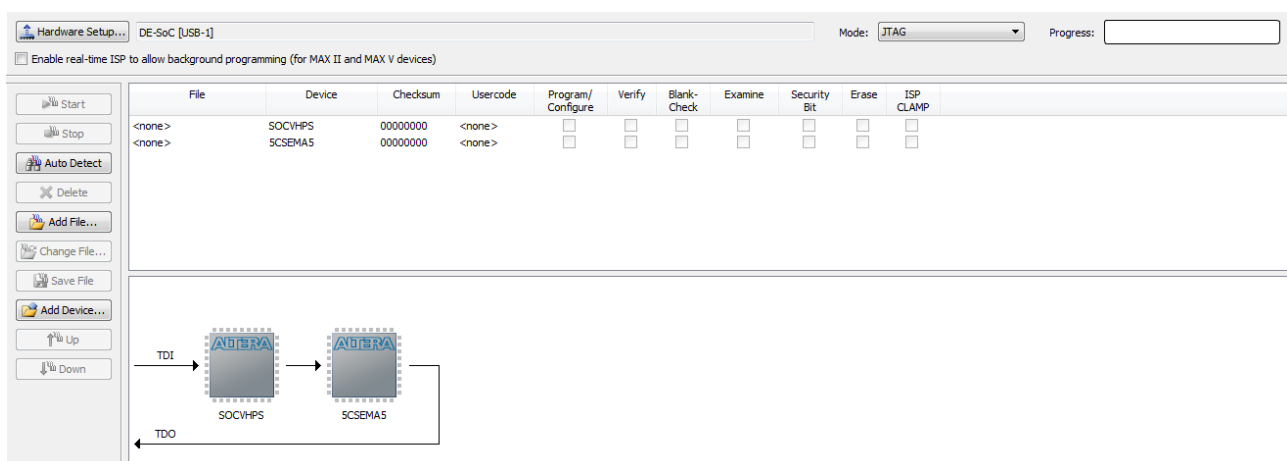 Hardware Setup... DE-SoC [USB-1] Mode: JTAG Progress:
Enable real-time ISP to allow background programming (for MAX II and MAX V devices)
Start
Stop
Auto Detect
Delete
Add File...
Change File...
Save File
Add Device...
Up
Down
File Device Checksum Usercode Program/ Verify Blank- Examine Security Erase ISP
Configure Check Bit CLAMP
<none> SOCVHPS 00000000 <none>
<none> 5CSEMA5 00000000 <none>
ALTERA ALTERA
TDI
SOCVHPS 5CSEMA5
TDO